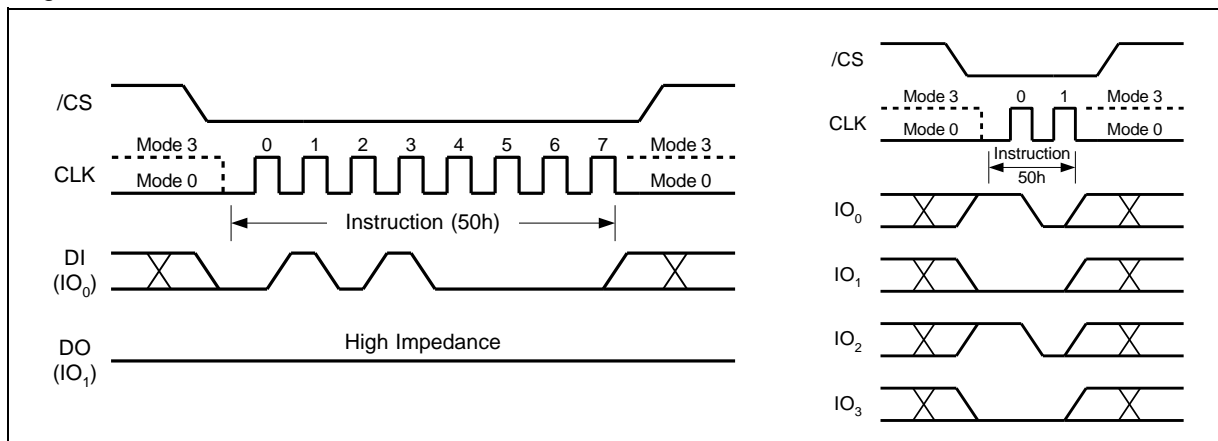 /CS
Mode 3 0 1 2 3 4 5 6 7 Mode 3
CLK
Mode 0 Mode 0
Instruction (50h)
DI
(IO0)
DO
(IO1)
High Impedance
/CS
Mode 3 0 1 Mode 3
CLK
Mode 0 Mode 0
Instruction
50h
IO0
IO1
IO2
IO3